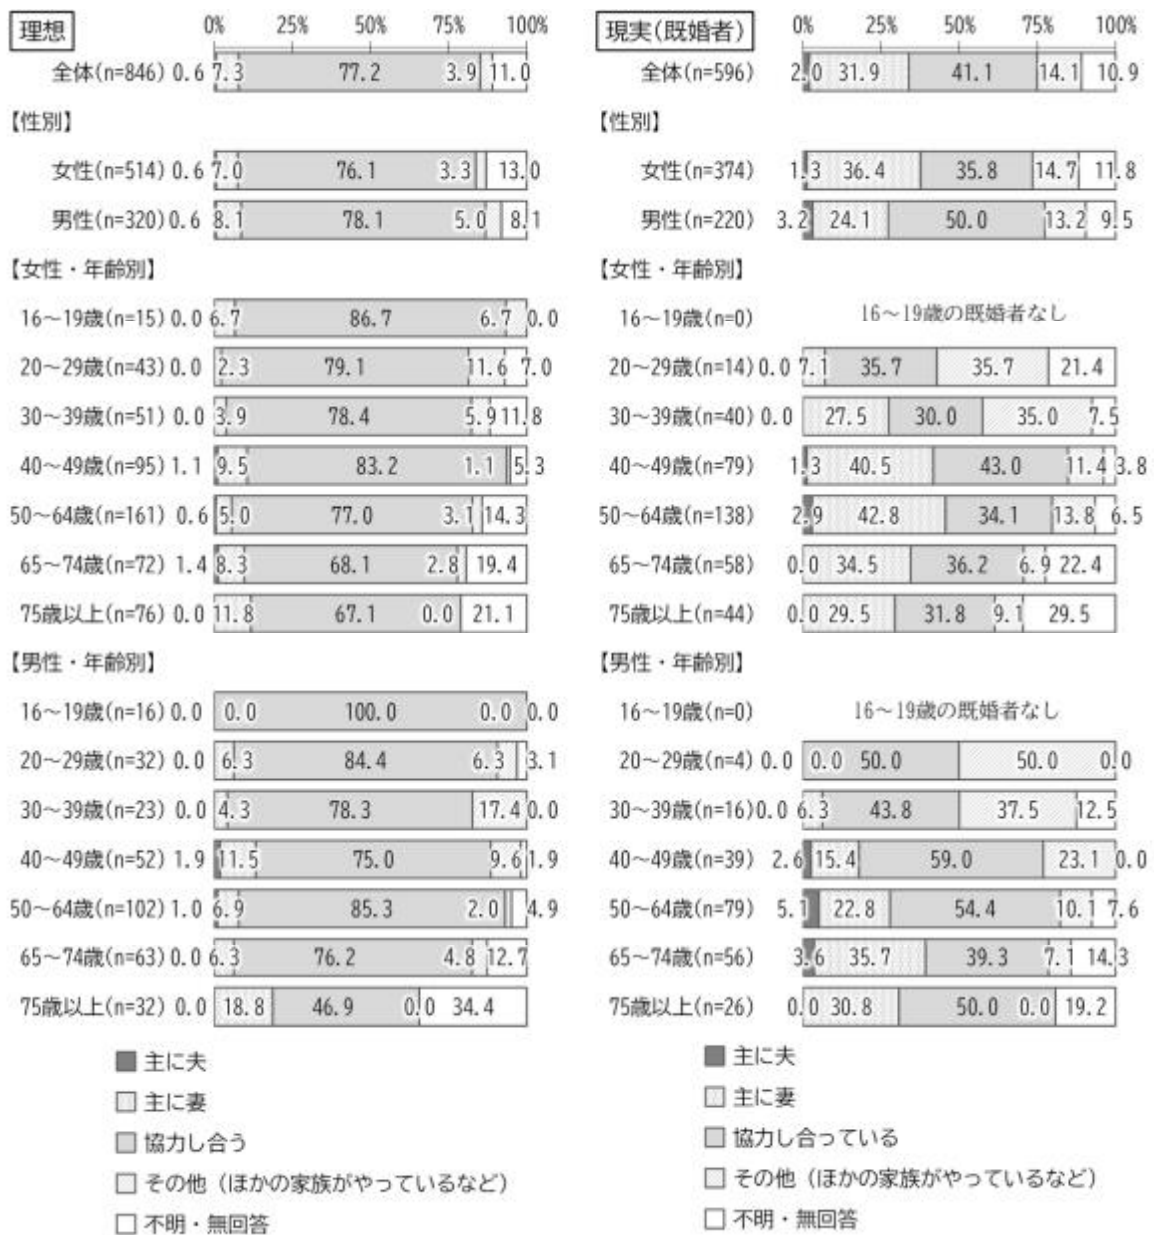 理想
0% 25% 50% 75% 100%
全体(n=846) 0.6 7.3 77.2 3.9 11.0
【性別】
女性(n=514) 0.6 7.0 76.1 3.3 13.0
男性(n=320) 0.6 8.1 78.1 5.0 8.1
【女性・年齢別】
16～19歳(n=15) 0.0 6.7 86.7 6.7 0.0
20～29歳(n=43) 0.0 2.3 79.1 11.6 7.0
30～39歳(n=51) 0.0 3.9 78.4 5.9 11.8
40～49歳(n=95) 1.1 9.5 83.2 1.1 5.3
50～64歳(n=161) 0.6 5.0 77.0 3.1 14.3
65～74歳(n=72) 1.4 8.3 68.1 2.8 19.4
75歳以上(n=76) 0.0 11.8 67.1 0.0 21.1
【男性・年齢別】
16～19歳(n=16) 0.0 0.0 100.0 0.0 0.0
20～29歳(n=32) 0.0 6.3 84.4 6.3 3.1
30～39歳(n=23) 0.0 4.3 78.3 17.4 0.0
40～49歳(n=52) 1.9 11.5 75.0 9.6 1.9
50～64歳(n=102) 1.0 6.9 85.3 2.0 4.9
65～74歳(n=63) 0.0 6.3 76.2 4.8 12.7
75歳以上(n=32) 0.0 18.8 46.9 0.0 34.4
主に夫
主に妻
協力し合う
その他（ほかの家族がやっているなど）
不明・無回答
現実(既婚者)
0% 25% 50% 75% 100%
全体(n=596) 2.0 31.9 41.1 14.1 10.9
【性別】
女性(n=374) 1.3 36.4 35.8 14.7 11.8
男性(n=220) 3.2 24.1 50.0 13.2 9.5
【女性・年齢別】
16～19歳(n=0) 16～19歳の既婚者なし
20～29歳(n=14) 0.0 7.1 35.7 35.7 21.4
30～39歳(n=40) 0.0 27.5 30.0 35.0 7.5
40～49歳(n=79) 1.3 40.5 43.0 11.4 3.8
50～64歳(n=138) 2.9 42.8 34.1 13.8 6.5
65～74歳(n=58) 0.0 34.5 36.2 6.9 22.4
75歳以上(n=44) 0.0 29.5 31.8 9.1 29.5
【男性・年齢別】
16～19歳(n=0) 16～19歳の既婚者なし
20～29歳(n=4) 0.0 0.0 50.0 50.0 0.0
30～39歳(n=16) 0.0 6.3 43.8 37.5 12.5
40～49歳(n=39) 2.6 15.4 59.0 23.1 0.0
50～64歳(n=79) 5.1 22.8 54.4 10.1 7.6
65～74歳(n=56) 3.6 35.7 39.3 7.1 14.3
75歳以上(n=26) 0.0 30.8 50.0 0.0 19.2
主に夫
主に妻
協力し合っている
その他（ほかの家族がやっているなど）
不明・無回答